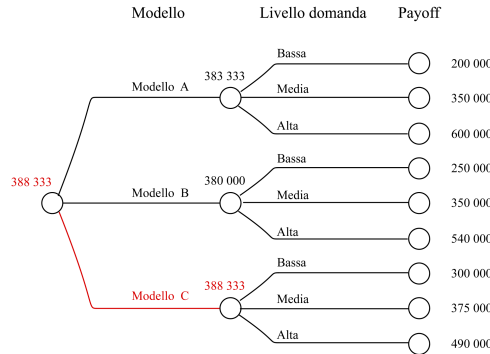 Modello Livello domanda Payoff
Bassa
200 000
383 333
Modello A
Media
350 000
Alta
600 000
Bassa
250 000
388 333
380 000
Modello B
Media
350 000
Alta
540 000
Bassa
300 000
388 333
Modello C
Media
375 000
Alta
490 000